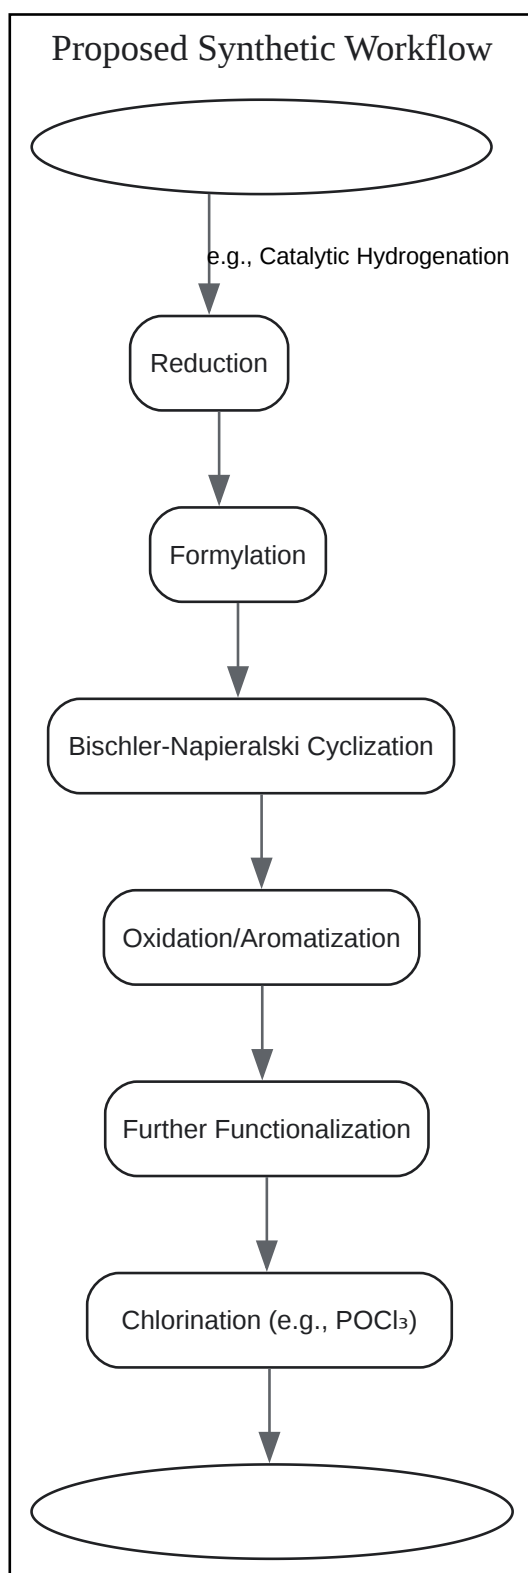 Proposed Synthetic Workflow
e.g., Catalytic Hydrogenation
Reduction
Formylation
Bischler-Napieralski Cyclization
Oxidation/Aromatization
Further Functionalization
Chlorination (e.g., POCl₃)